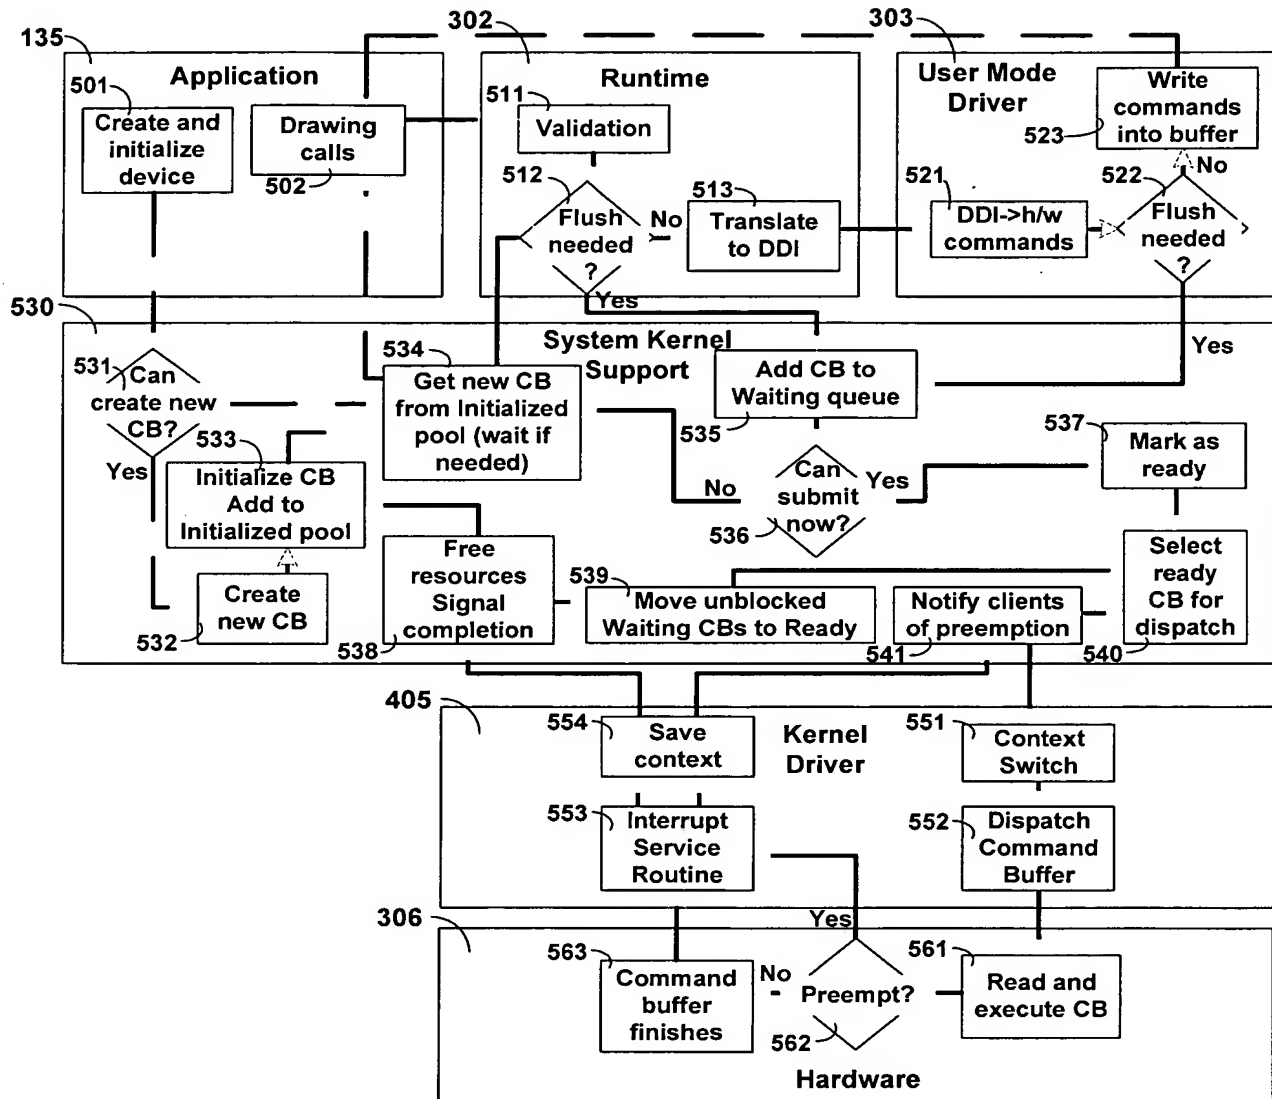 302
303
135
Application
501
Create and
initialize
device
Drawing
calls
502
Runtime
511
Validation
512
Flush
needed
?
No
Yes
513
Translate
to DDI
User Mode
Driver
Write
commands
into buffer
523
No
521
DDI->h/w
commands
522
Flush
needed
?
Yes
530
System Kernel
Support
531
Can
create new
CB?
Yes
533
Initialize CB
Add to
Initialized pool
Create
new CB
532
534
Get new CB
from Initialized
pool (wait if
needed)
Add CB to
Waiting queue
535
Can
submit
now?
536
No
Yes
537
Mark as
ready
Free
resources
Signal
completion
538
539
Move unblocked
Waiting CBs to Ready
Notify clients
of preemption
541
Select
ready
CB for
dispatch
540
405
Kernel
Driver
554
Save
context
551
Context
Switch
553
Interrupt
Service
Routine
552
Dispatch
Command
Buffer
306
Yes
563
Command
buffer
finishes
No
Preempt?
562
561
Read and
execute CB
Hardware